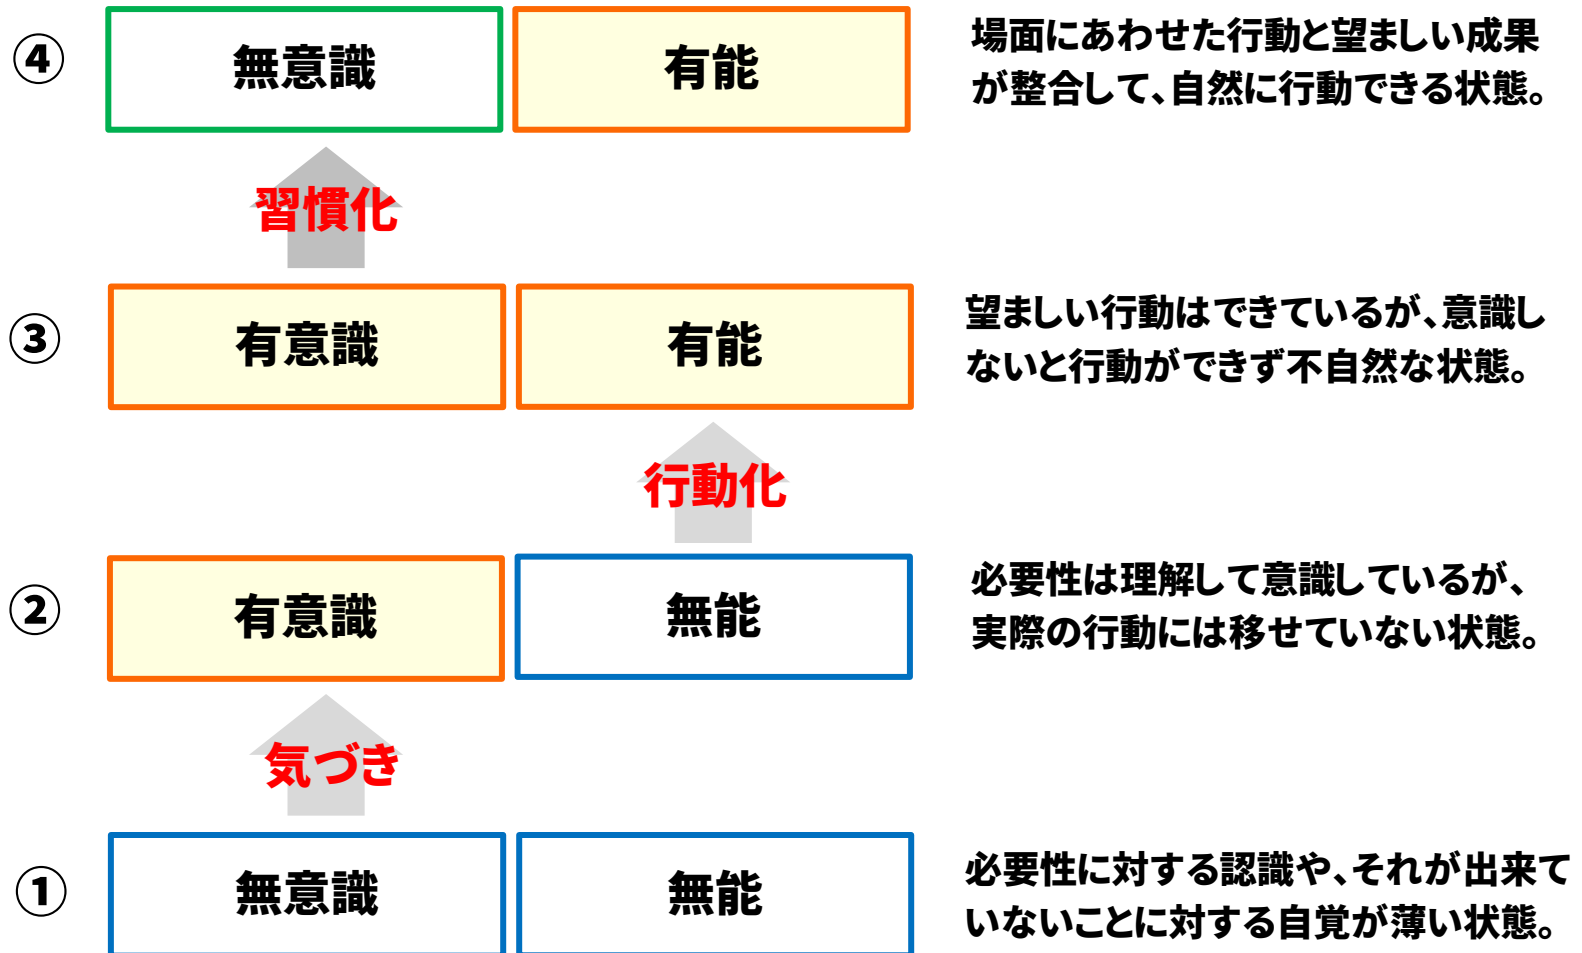 ④
無意識
有能
場面にあわせた行動と望ましい成果
が整合して、自然に行動できる状態。
習慣化
③
有意識
有能
望ましい行動はできているが、意識し
ないと行動ができず不自然な状態。
行動化
②
有意識
無能
必要性は理解して意識しているが、
実際の行動には移せていない状態。
気づき
①
無意識
無能
必要性に対する認識や、それが出来て
いないことに対する自覚が薄い状態。